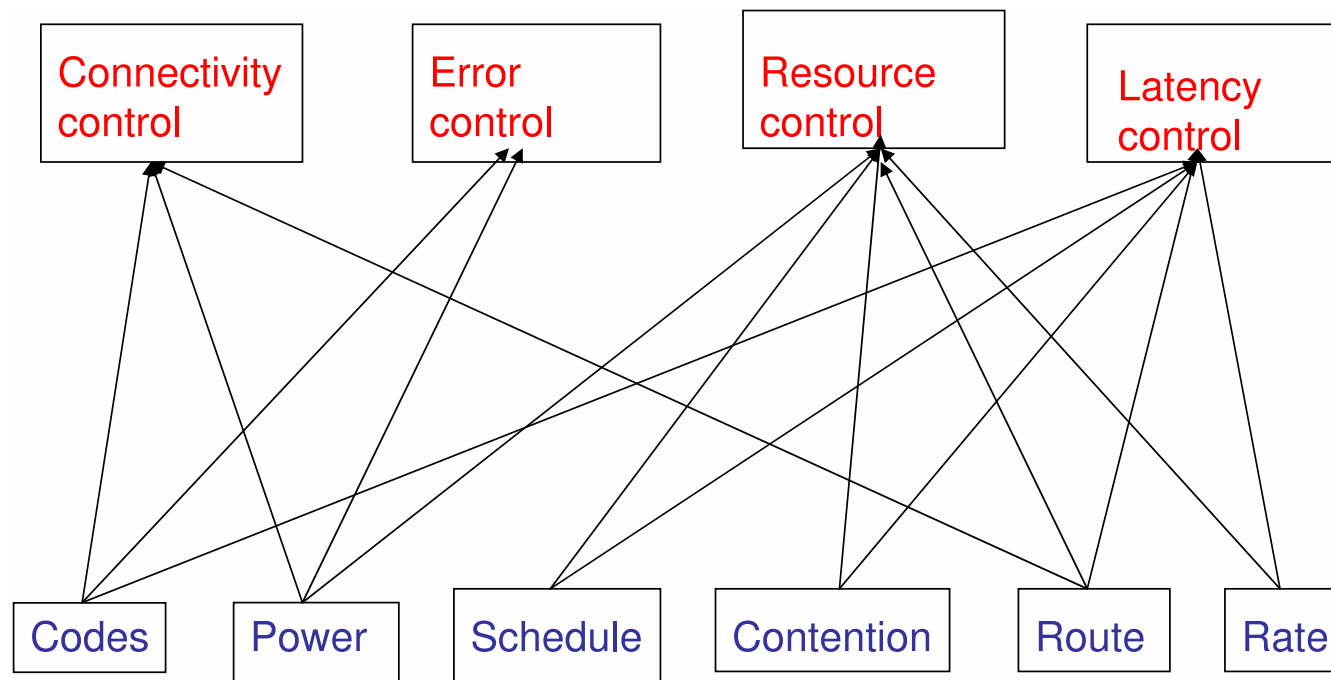 Connectivity
control
Error
control
Resource
control
Latency
control
Codes
Power
Schedule
Contention
Route
Rate